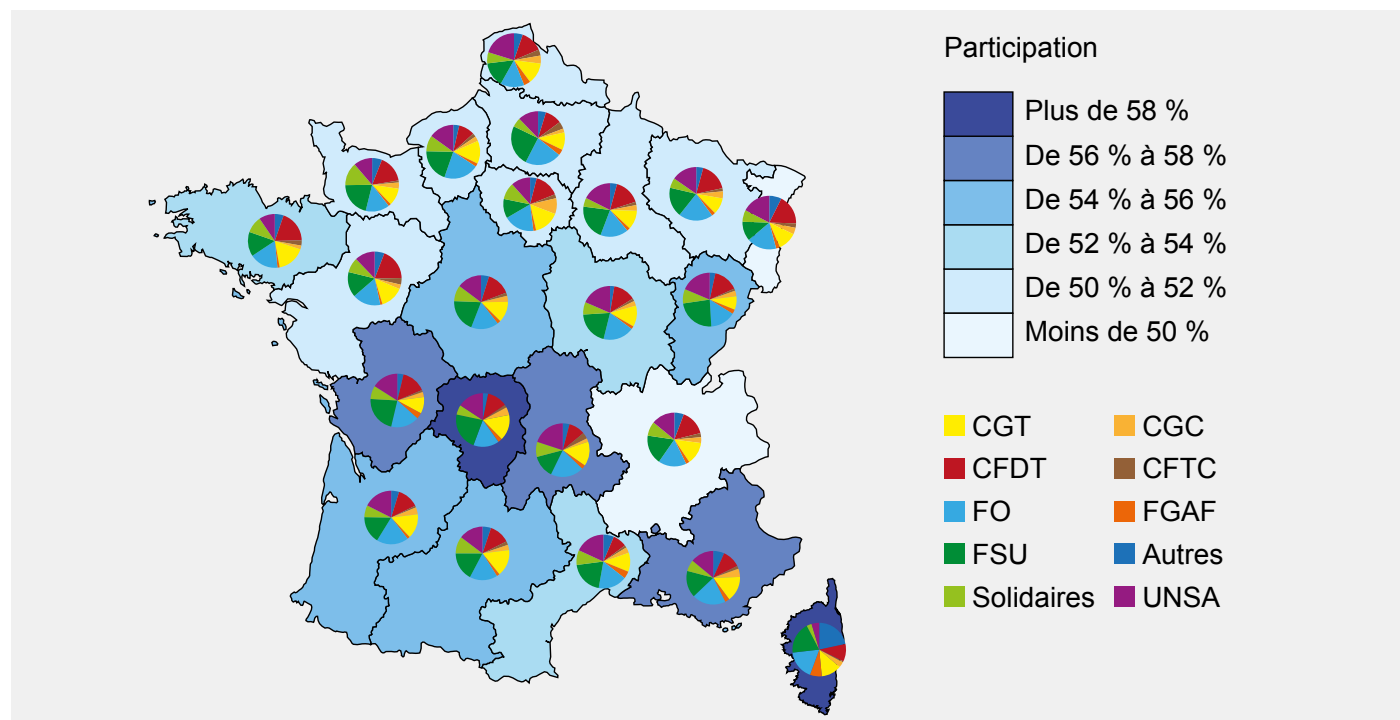 Participation
Plus de 58 %
De 56 % à 58 %
De 54 % à 56 %
De 52 % à 54 %
De 50 % à 52 %
Moins de 50 %
CGT
CGC
CFDT
CFTC
FO
FGAF
FSU
Autres
Solidaires
UNSA